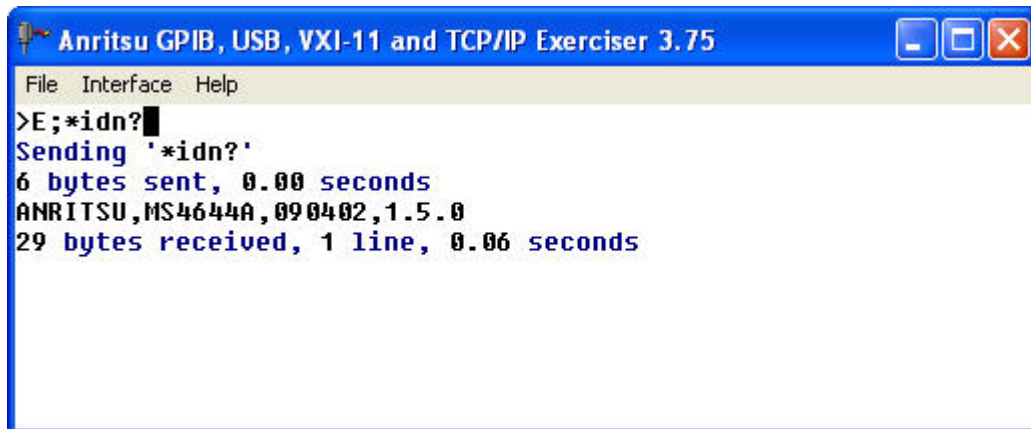 Anritsu GPIB, USB, VXI-11 and TCP/IP Exerciser 3.75
File Interface Help
>E;*idn?
Sending '*idn?'
6 bytes sent, 0.00 seconds
ANRITSU,MS4644A,090402,1.5.0
29 bytes received, 1 line, 0.06 seconds